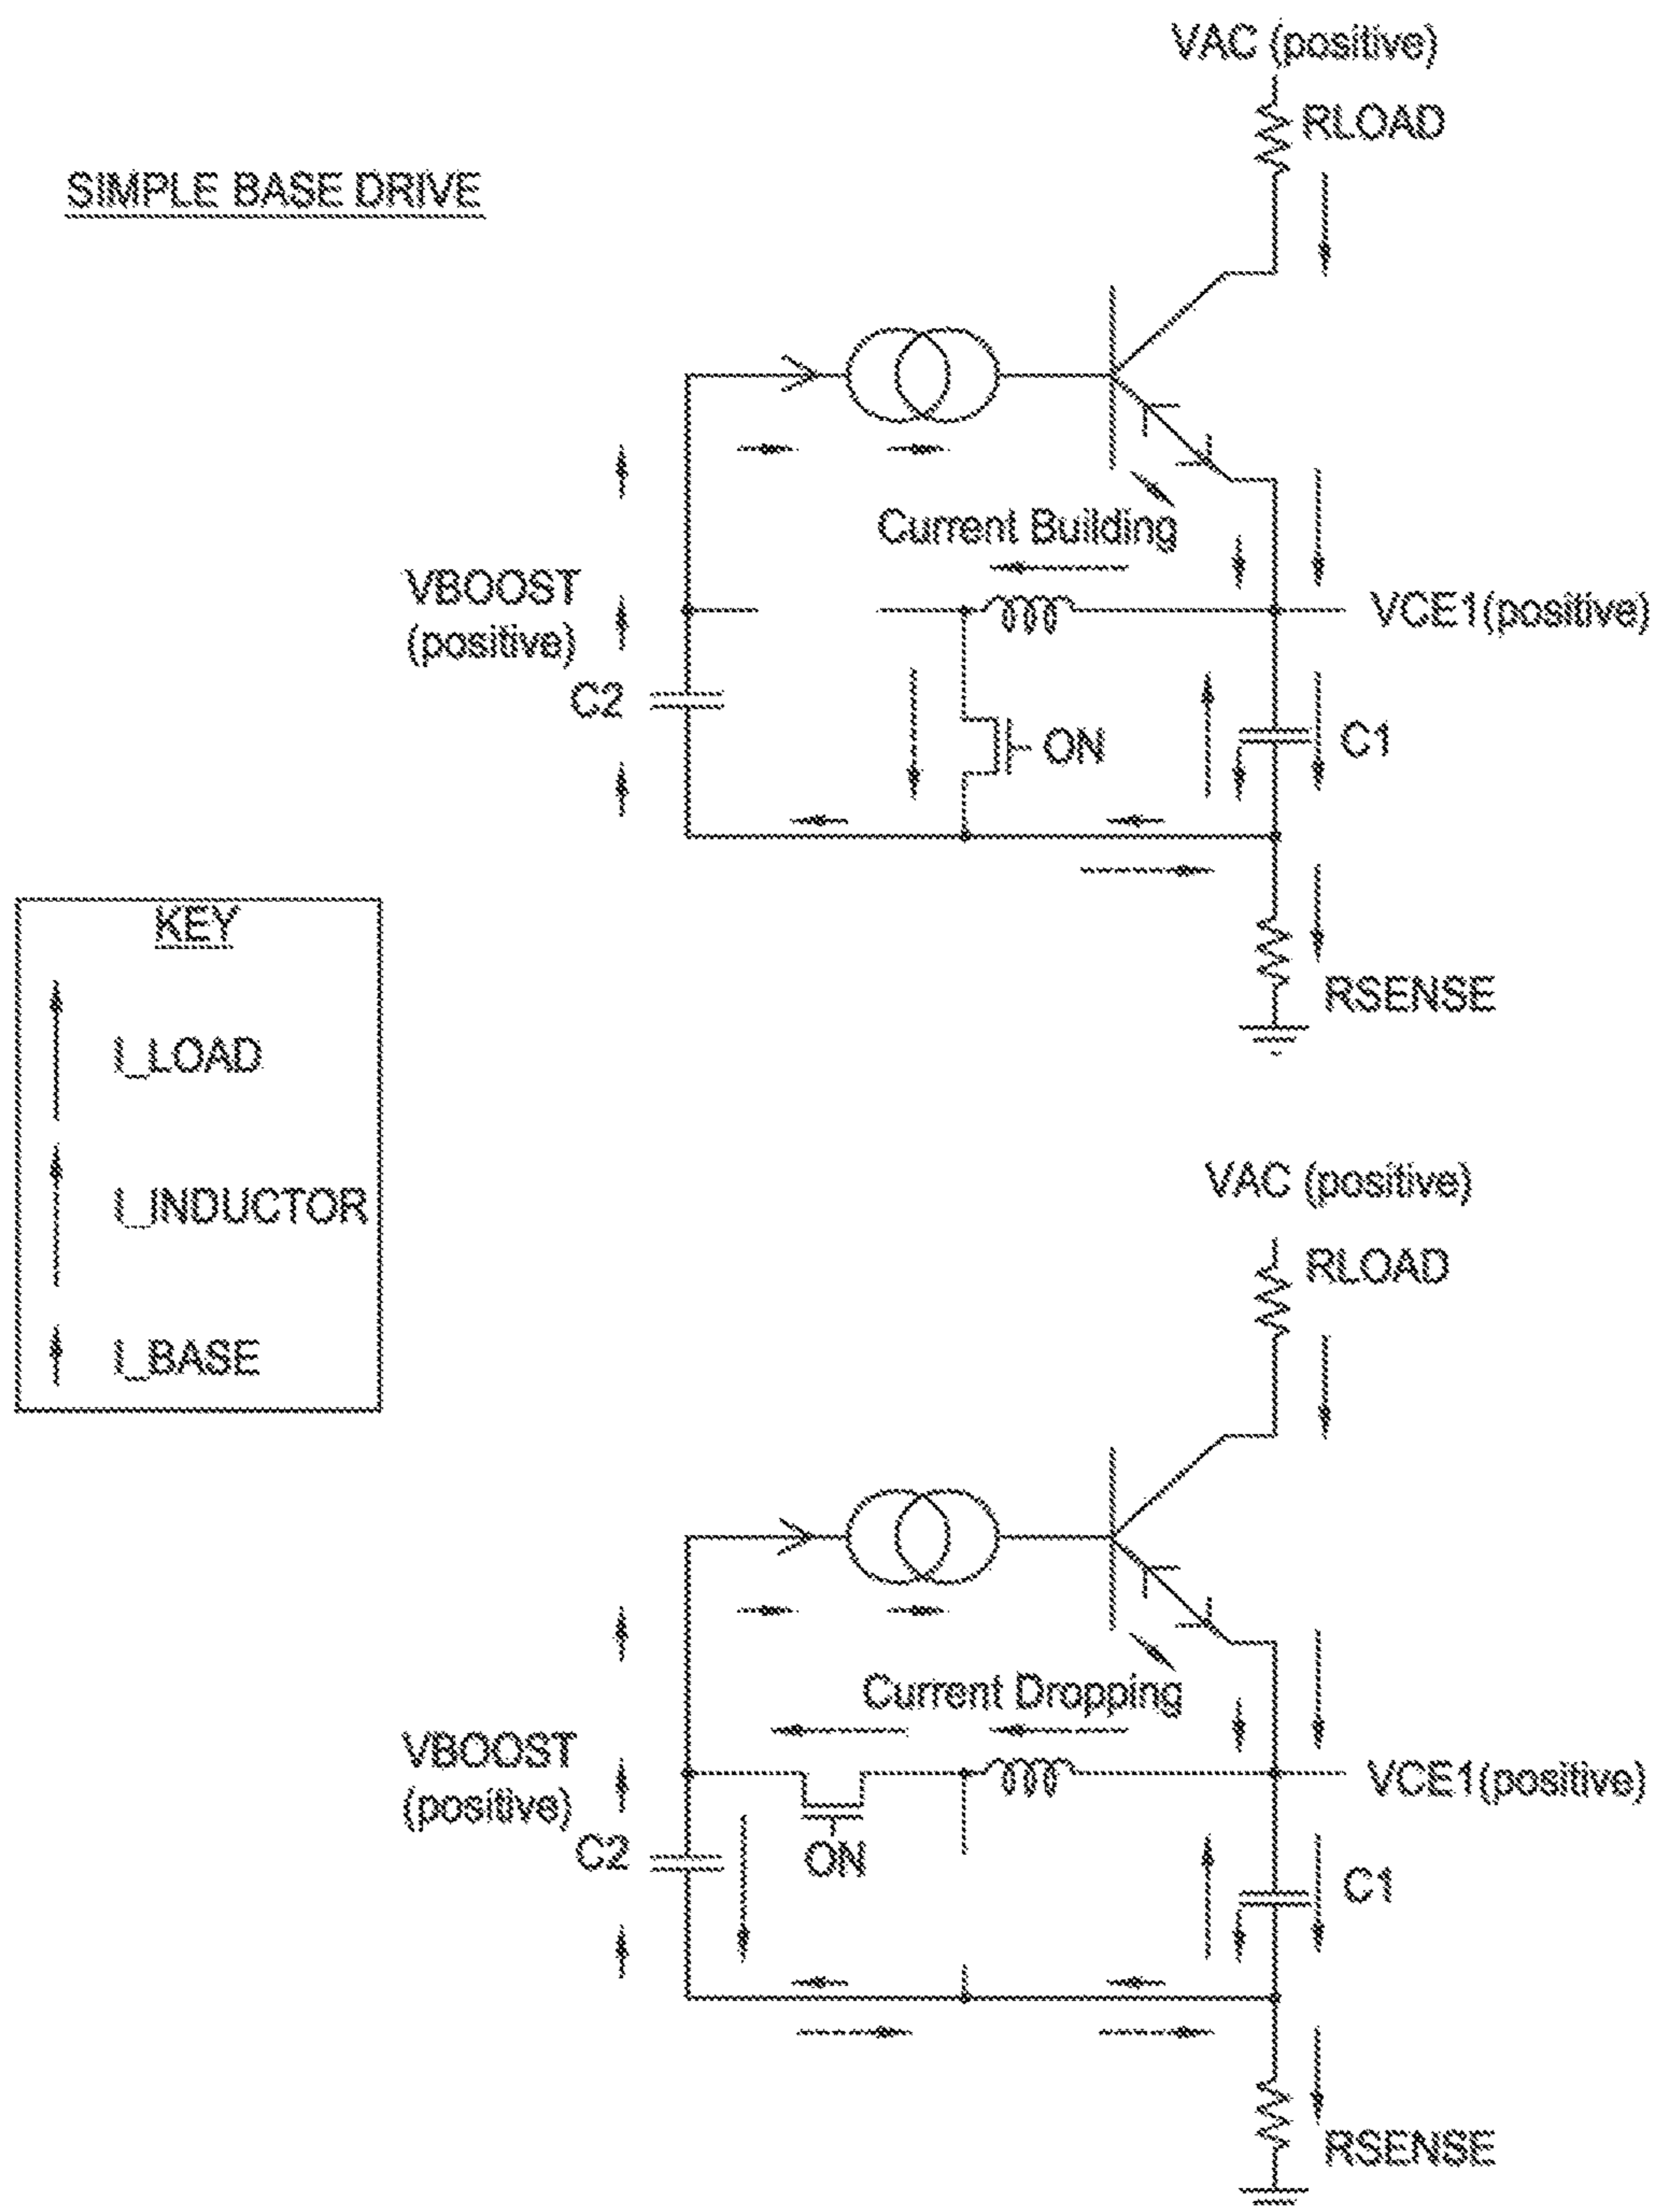 VAC (positive)
RLOAD
SIMPLE BASE DRIVE
Current Building
VBOOST
(positive)
VCE1(positive)
C2
ON
C1
KEY
RSENSE
I_LOAD
I_INDUCTOR
I_BASE
VAC (positive)
RLOAD
Current Dropping
VBOOST
(positive)
VCE1(positive)
C2
ON
C1
RSENSE